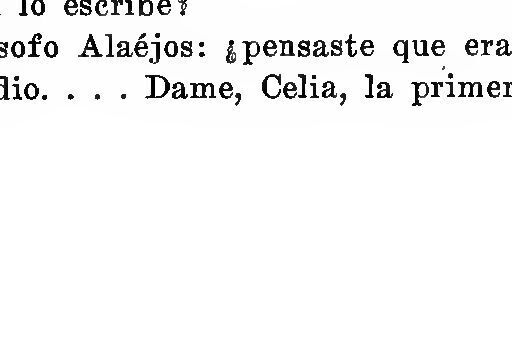 lo escribe?
sofo Alaéjos: ¿pensaste que era
dio. . . . Dame, Celia, la primer